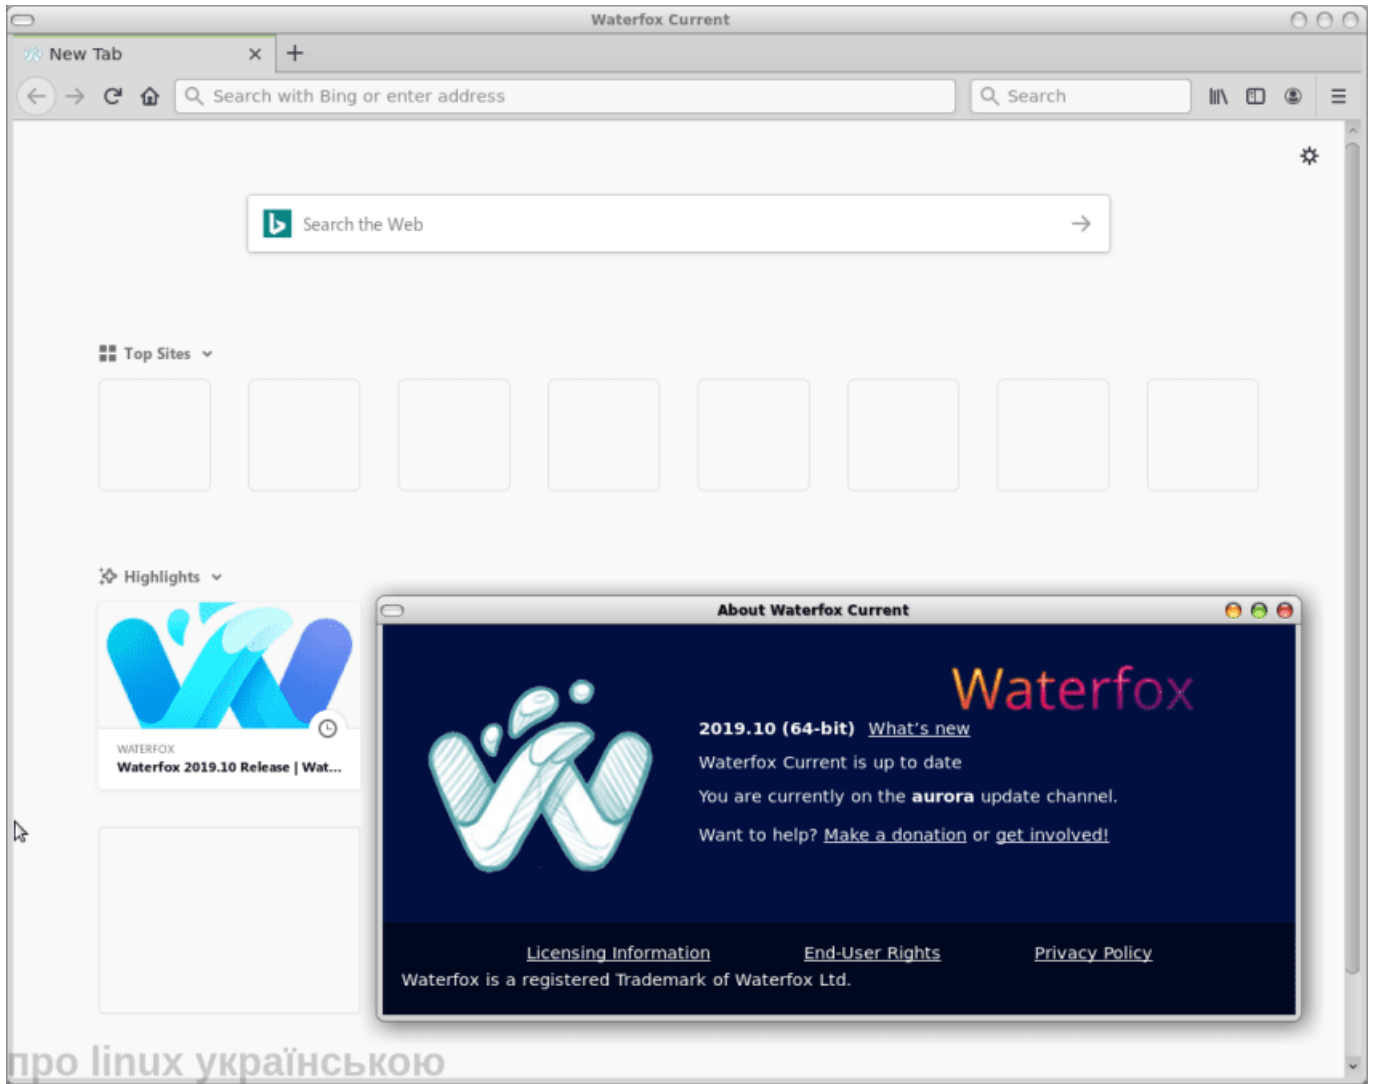 Waterfox Current
New Tab
Search with Bing or enter address
Search
Search the Web
Top Sites
Highlights
WATERFOX
Waterfox 2019.10 Release | Wat...
About Waterfox Current
Waterfox
2019.10 (64-bit) What's new
Waterfox Current is up to date
You are currently on the aurora update channel.
Want to help? Make a donation or get involved!
Licensing Information End-User Rights Privacy Policy
Waterfox is a registered Trademark of Waterfox Ltd.
про linux українською